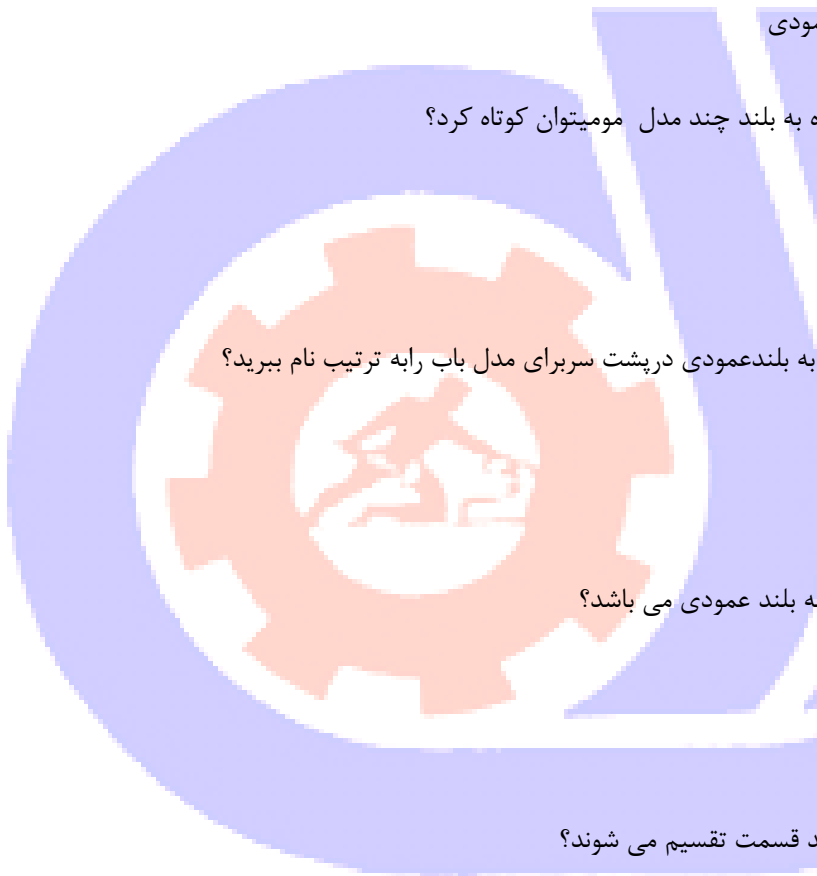 به بلند چند مدل مومیتوان کوتاه کرد؟
به بلندعمودی درپشت سربرای مدل باب رابه ترتیب نام ببرید؟
بلند عمودی می باشد؟
قسمت تقسیم می شوند؟